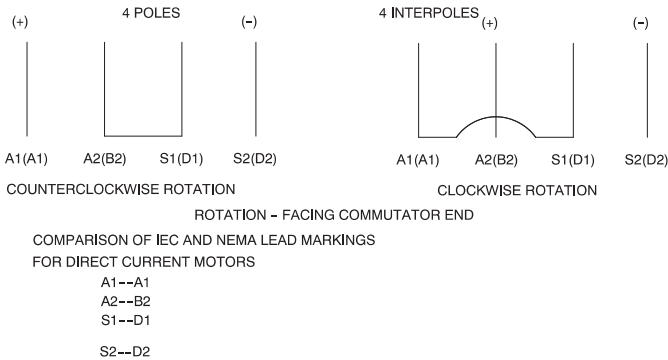 4 POLES 4 INTERPOLES
(+) (-) (+) (-)
A1(A1) A2(B2) S1(D1) S2(D2) A1(A1) A2(B2) S1(D1) S2(D2)
COUNTERCLOCKWISE ROTATION CLOCKWISE ROTATION
ROTATION - FACING COMMUTATOR END
COMPARISON OF IEC AND NEMA LEAD MARKINGS
FOR DIRECT CURRENT MOTORS
A1--A1
A2--B2
S1--D1
S2--D2